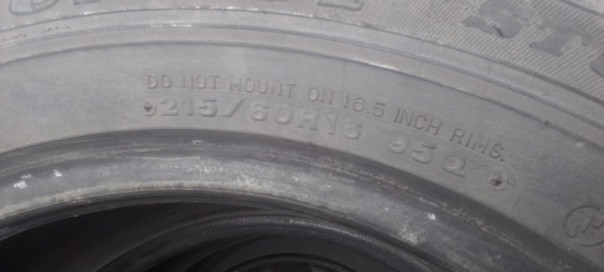 DO NOT MOUNT ON 16.5 INCH RIMS.
215/60R16 95Q